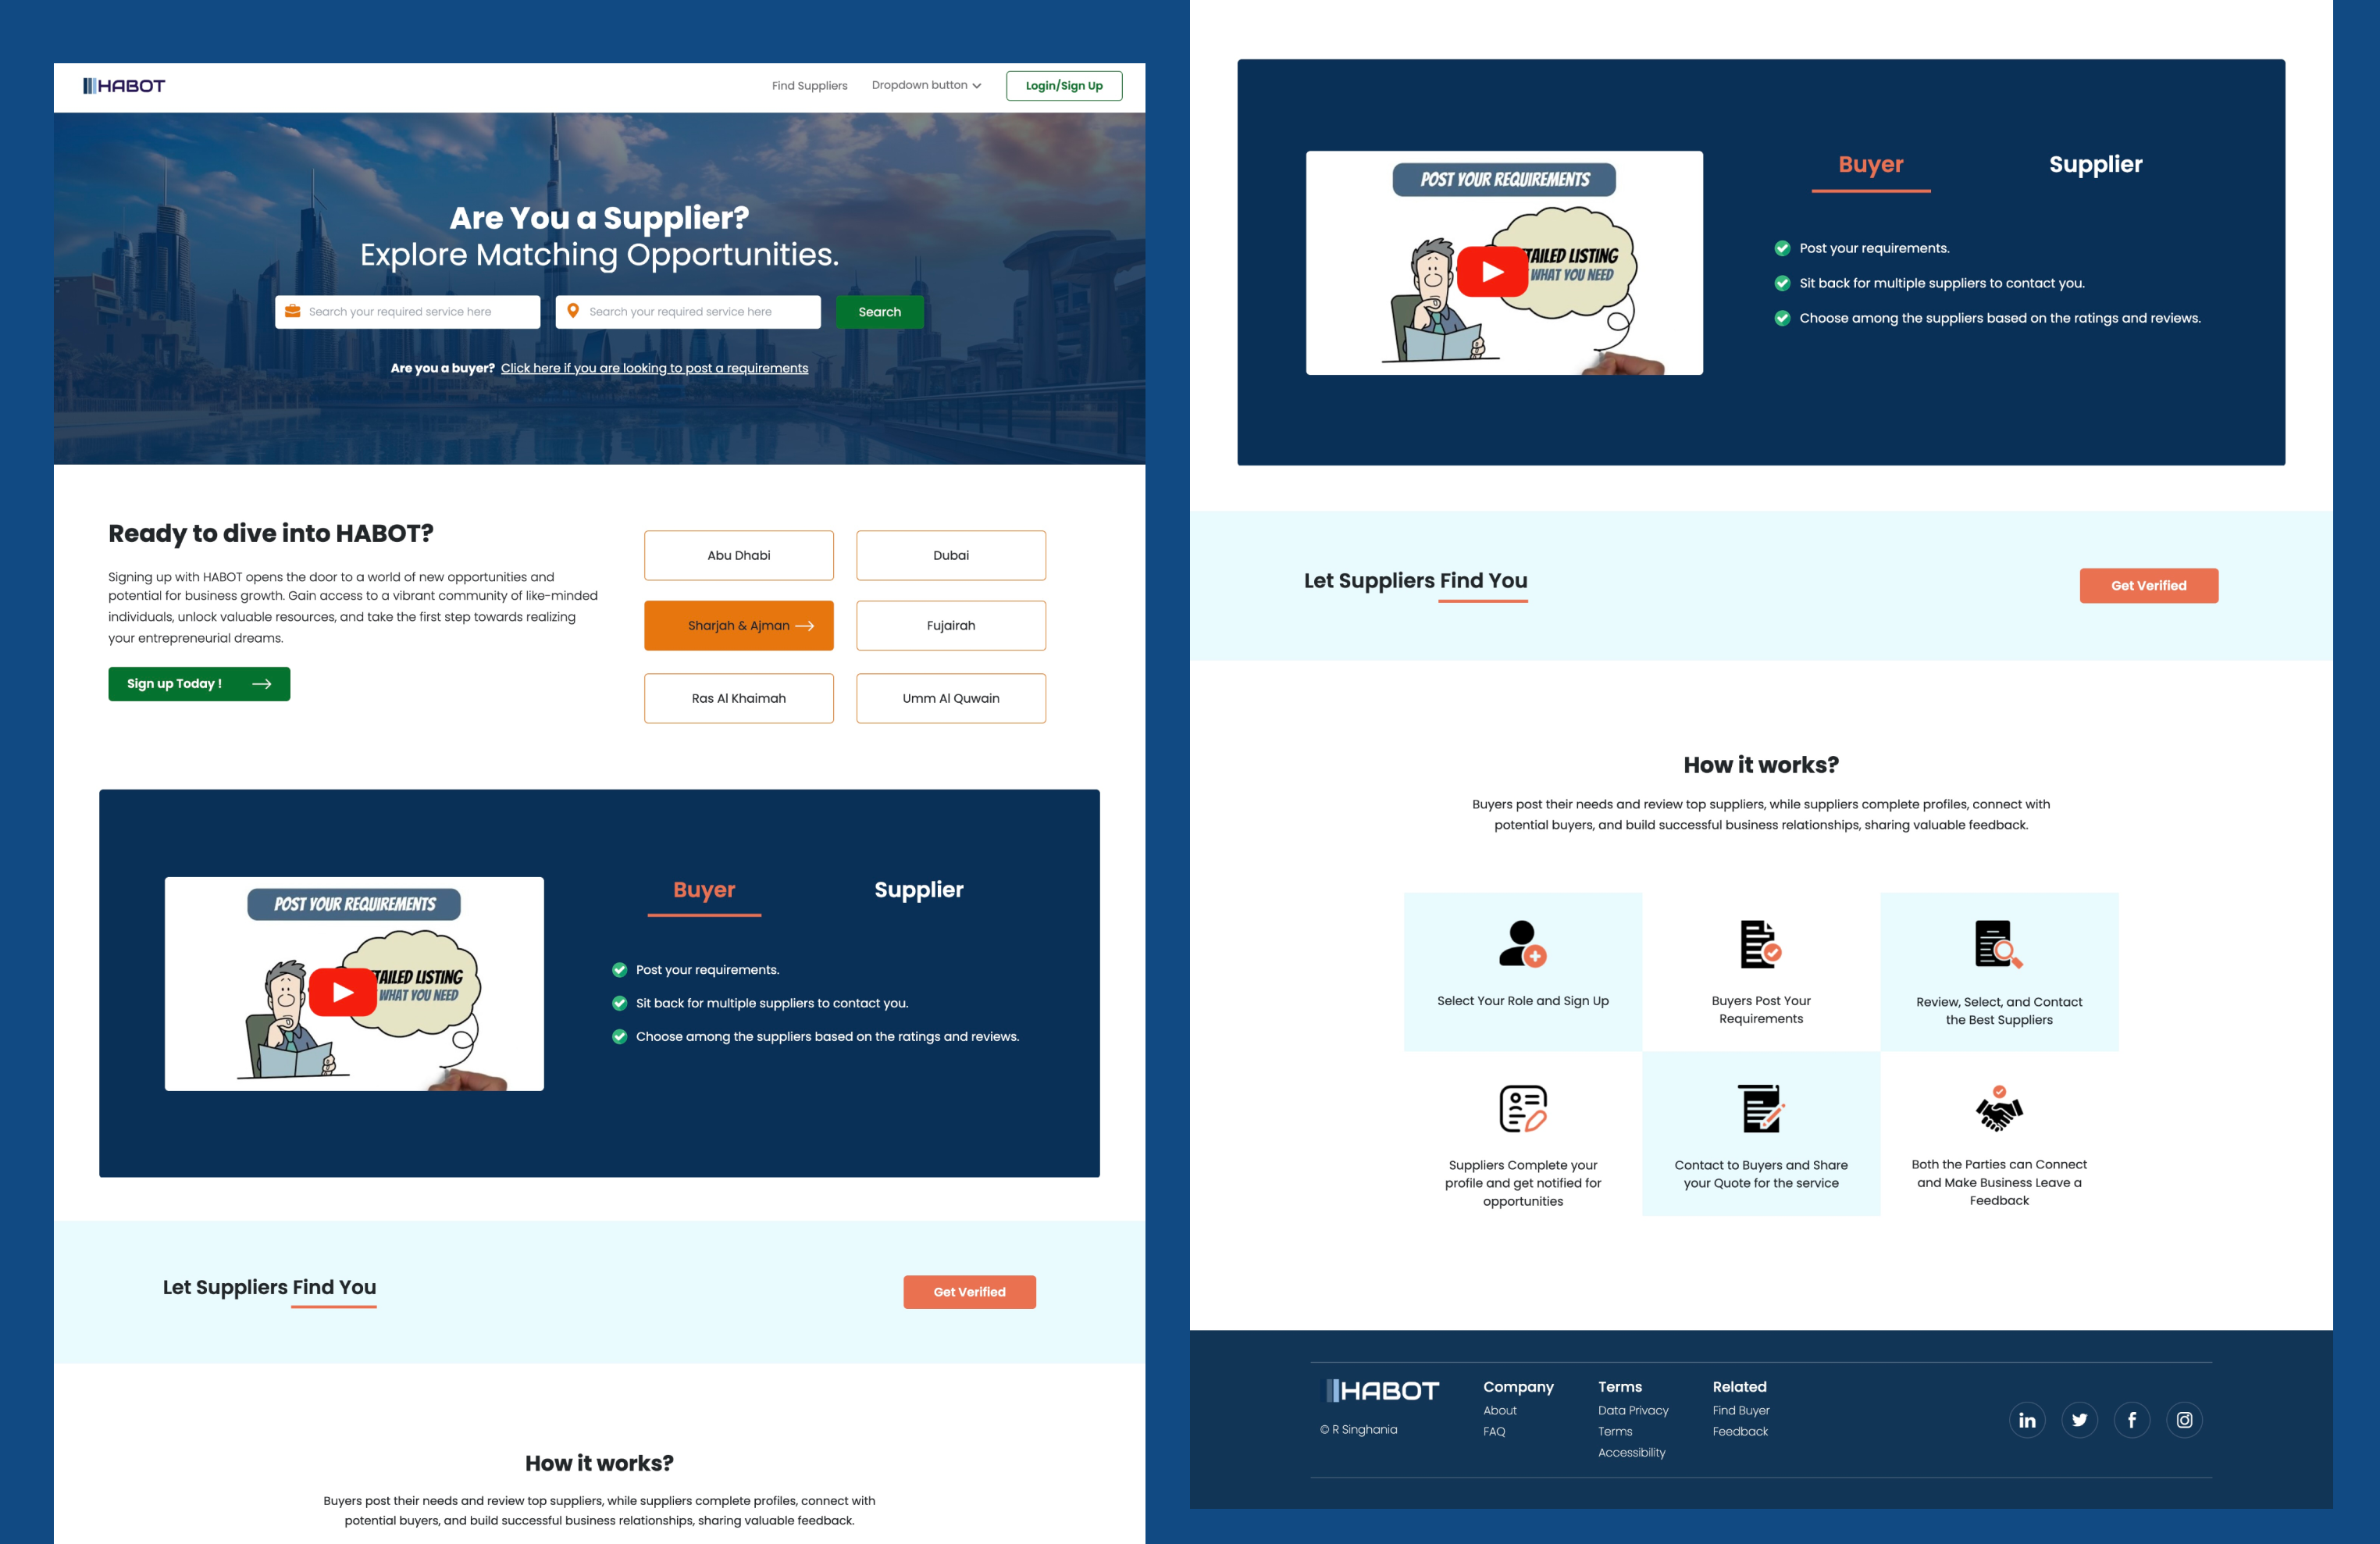 HABOT
Find Suppliers
Dropdown button
Login/Sign Up
Are You a Supplier?
Explore Matching Opportunities.
Search your required service here
Search your required service here
Search
Are you a buyer? Click here if you are looking to post a requirements
Ready to dive into HABOT?
Signing up with HABOT opens the door to a world of new opportunities and
potential for business growth. Gain access to a vibrant community of like-minded
individuals, unlock valuable resources, and take the first step towards realizing
your entrepreneurial dreams.
Sign up Today !
Abu Dhabi
Dubai
Sharjah & Ajman
Fujairah
Ras Al Khaimah
Umm Al Quwain
POST YOUR REQUIREMENTS
TAILED LISTING
WHAT YOU NEED
Buyer
Supplier
Post your requirements.
Sit back for multiple suppliers to contact you.
Choose among the suppliers based on the ratings and reviews.
Let Suppliers Find You
Get Verified
How it works?
Buyers post their needs and review top suppliers, while suppliers complete profiles, connect with
potential buyers, and build successful business relationships, sharing valuable feedback.
POST YOUR REQUIREMENTS
TAILED LISTING
WHAT YOU NEED
Buyer
Supplier
Post your requirements.
Sit back for multiple suppliers to contact you.
Choose among the suppliers based on the ratings and reviews.
Let Suppliers Find You
Get Verified
How it works?
Buyers post their needs and review top suppliers, while suppliers complete profiles, connect with
potential buyers, and build successful business relationships, sharing valuable feedback.
Select Your Role and Sign Up
Buyers Post Your
Requirements
Review, Select, and Contact
the Best Suppliers
Suppliers Complete your
profile and get notified for
opportunities
Contact to Buyers and Share
your Quote for the service
Both the Parties can Connect
and Make Business Leave a
Feedback
HABOT
© R Singhania
Company
About
FAQ
Terms
Data Privacy
Terms
Accessibility
Related
Find Buyer
Feedback
in
f